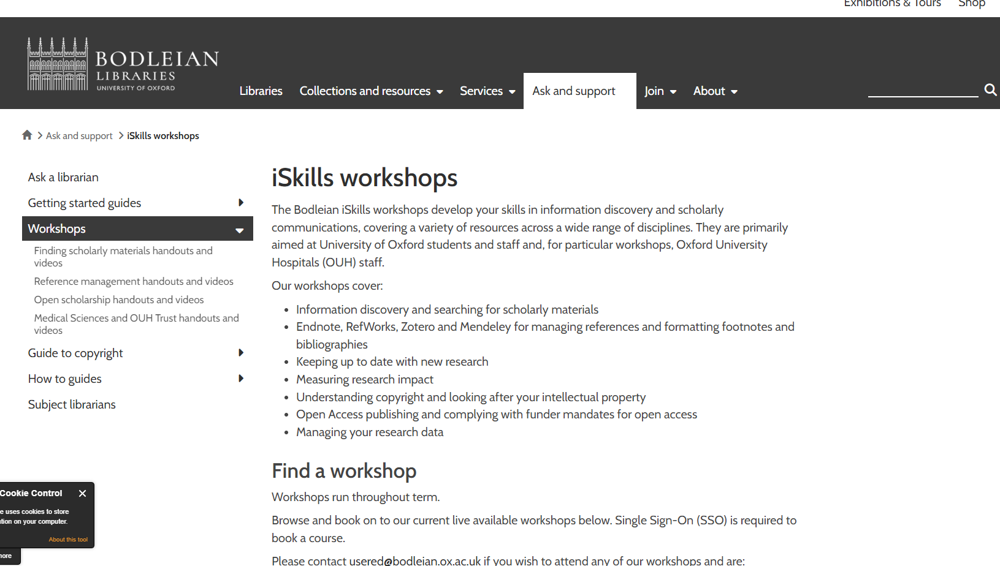 Exhibitions & Tours Shop
BODLEIAN
LIBRARIES
UNIVERSITY OF OXFORD
Libraries Collections and resources Services Ask and support Join About
Ask and support iSkills workshops
Ask a librarian
Getting started guides
Workshops
Finding scholarly materials handouts and
videos
Reference management handouts and videos
Open scholarship handouts and videos
Medical Sciences and OUH Trust handouts and
videos
Guide to copyright
How to guides
Subject librarians
iSkills workshops
The Bodleian iSkills workshops develop your skills in information discovery and scholarly
communications, covering a variety of resources across a wide range of disciplines. They are primarily
aimed at University of Oxford students and staff and, for particular workshops, Oxford University
Hospitals (OUH) staff.
Our workshops cover:
• Information discovery and searching for scholarly materials
• Endnote, RefWorks, Zotero and Mendeley for managing references and formatting footnotes and
bibliographies
• Keeping up to date with new research
• Measuring research impact
• Understanding copyright and looking after your intellectual property
• Open Access publishing and complying with funder mandates for open access
• Managing your research data
Find a workshop
Workshops run throughout term.
Browse and book on to our current live available workshops below. Single Sign-On (SSO) is required to
book a course.
Please contact usered@bodleian.ox.ac.uk if you wish to attend any of our workshops and are:
Cookie Control
uses cookies to store
on your computer.
About this tool